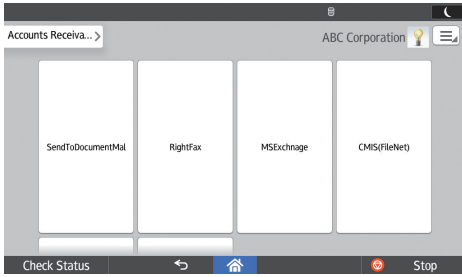 Accounts Receiva...
ABC Corporation
SendToDocumentMal
RightFax
MSExchnage
CMIS(FileNet)
Check Status
Stop